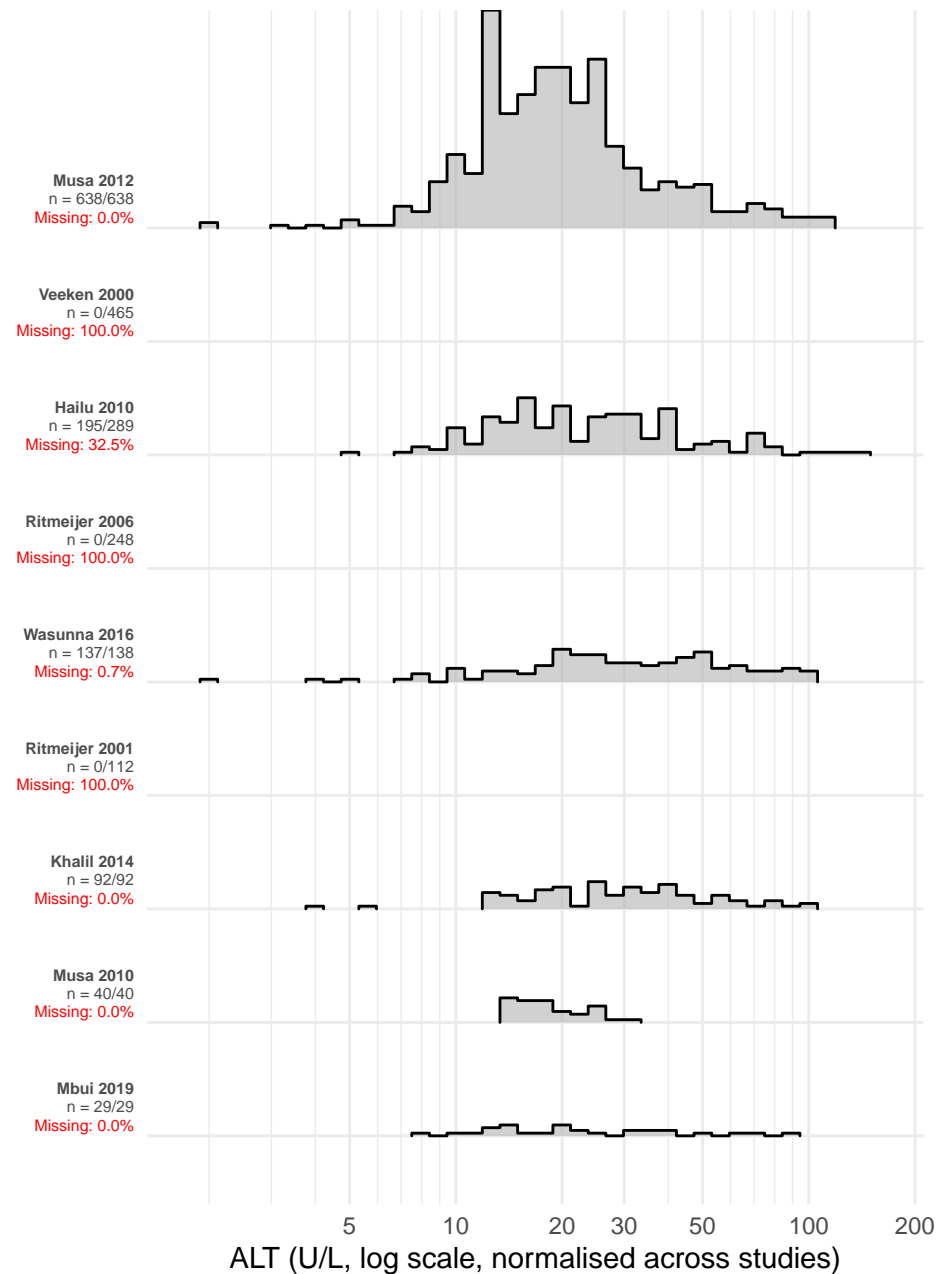 Musa 2012
n = 638/638
Missing: 0.0%
Veeken 2000
n = 0/465
Missing: 100.0%
Hailu 2010
n = 195/289
Missing: 32.5%
Ritmeijer 2006
n = 0/248
Missing: 100.0%
Wasunna 2016
n = 137/138
Missing: 0.7%
Ritmeijer 2001
n = 0/112
Missing: 100.0%
Khalil 2014
n = 92/92
Missing: 0.0%
Musa 2010
n = 40/40
Missing: 0.0%
Mbui 2019
n = 29/29
Missing: 0.0%
5 10 20 30 50 100 200
ALT (U/L, log scale, normalised across studies)